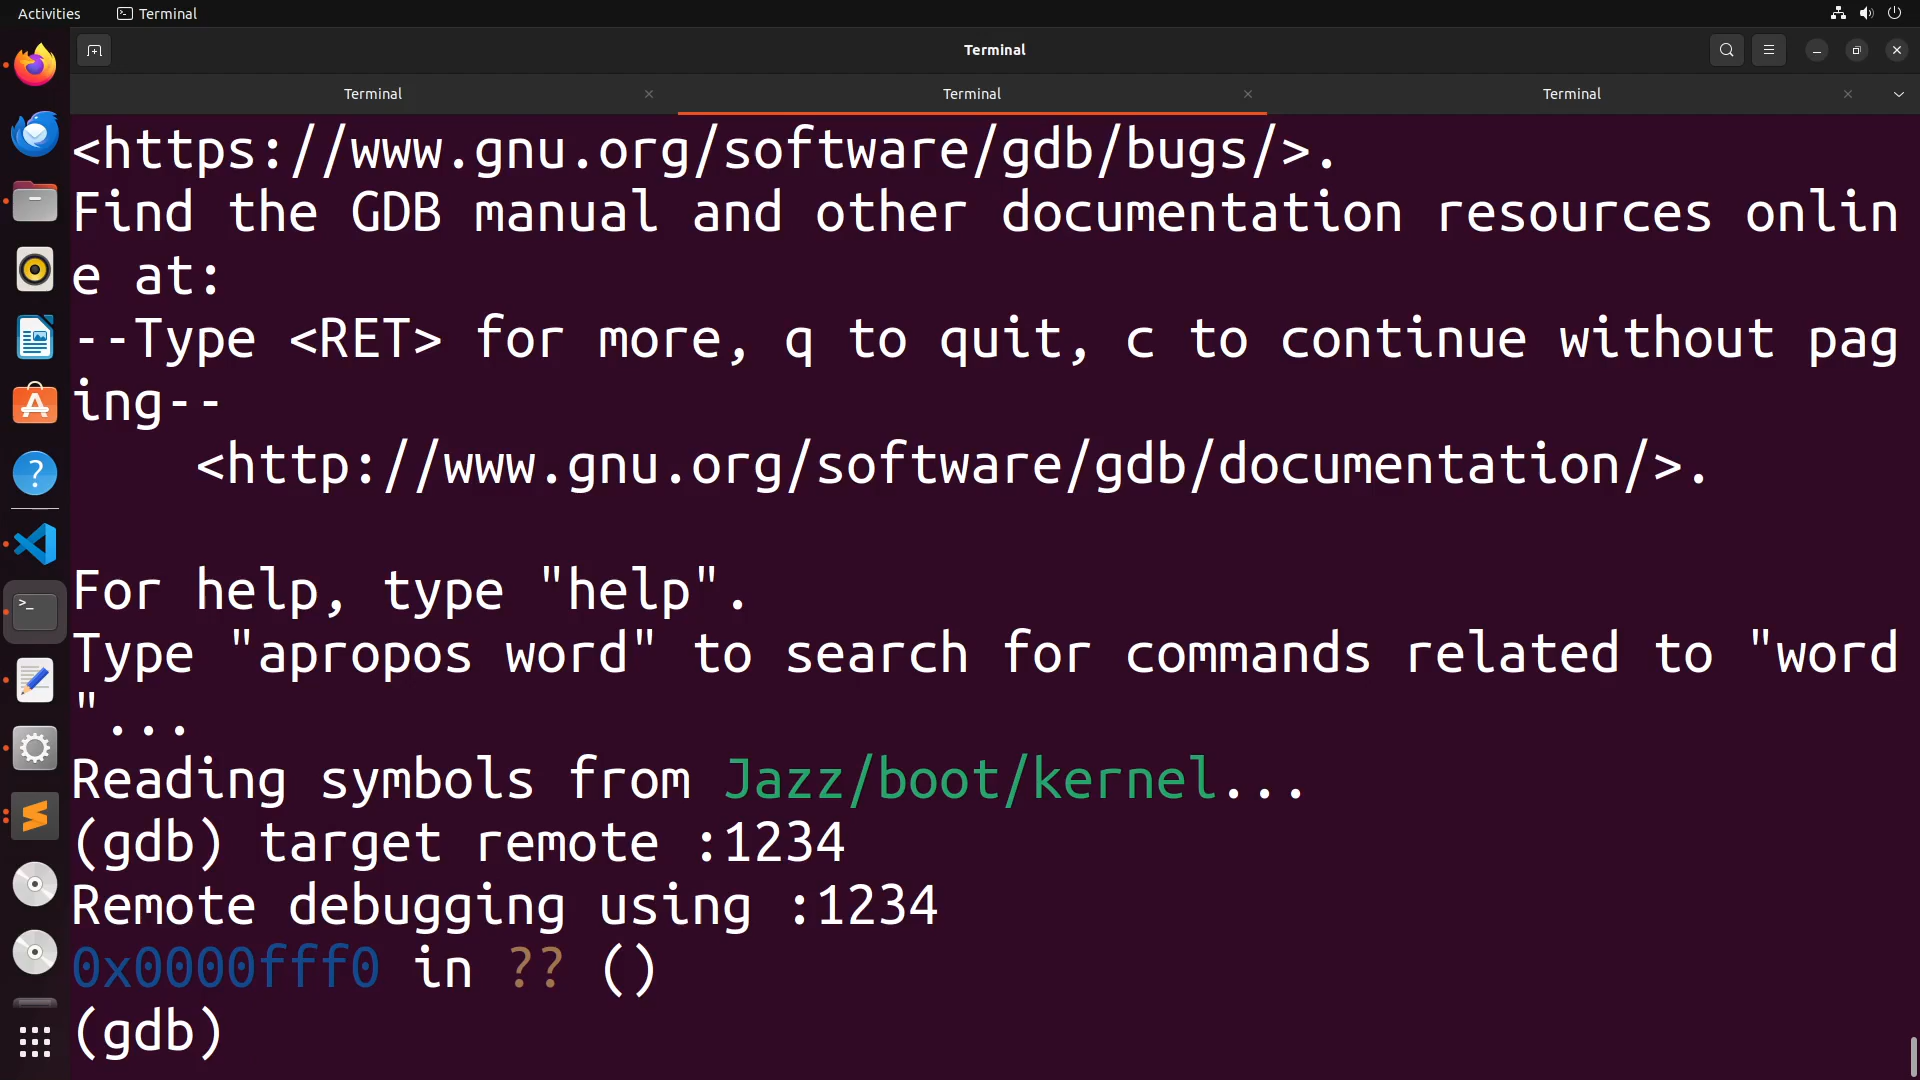 Activities
Terminal
Terminal
Terminal
Terminal
Terminal
<https://www.gnu.org/software/gdb/bugs/>.
Find the GDB manual and other documentation resources onlin
e at:
--Type <RET> for more, q to quit, c to continue without pag
ing--
    <http://www.gnu.org/software/gdb/documentation/>.
For help, type "help".
Type "apropos word" to search for commands related to "word
"...
Reading symbols from Jazz/boot/kernel...
(gdb) target remote :1234
Remote debugging using :1234
0x0000fff0 in ?? ()
(gdb)